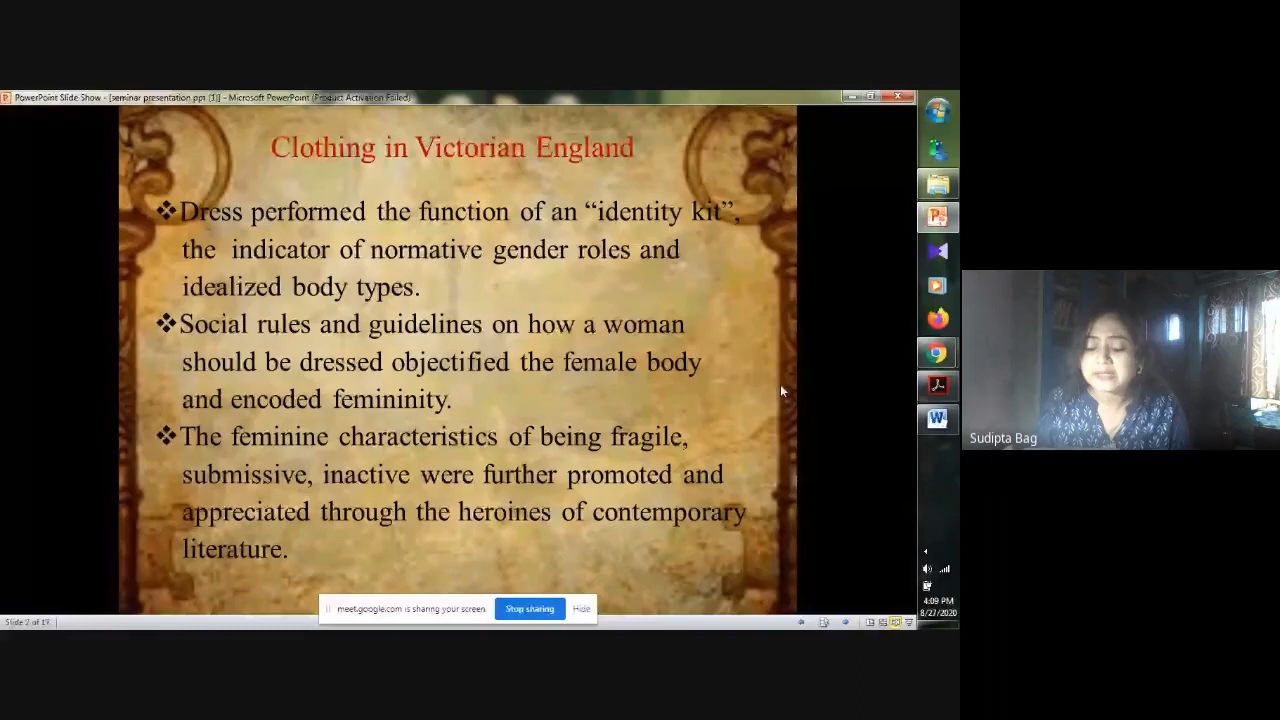 PowerPoint Slide Show - [seminar presentation ppt (1)] - Microsoft PowerPoint (Product Activation Failed)
Clothing in Victorian England
❖Dress performed the function of an “identity kit”,
the indicator of normative gender roles and
idealized body types.
❖Social rules and guidelines on how a woman
should be dressed objectified the female body
and encoded femininity.
❖The feminine characteristics of being fragile,
submissive, inactive were further promoted and
appreciated through the heroines of contemporary
literature.
meet.google.com is sharing your screen. Stop sharing Hide
Slide 2 of 17
4:09 PM
8/27/2020
Sudipta Bag